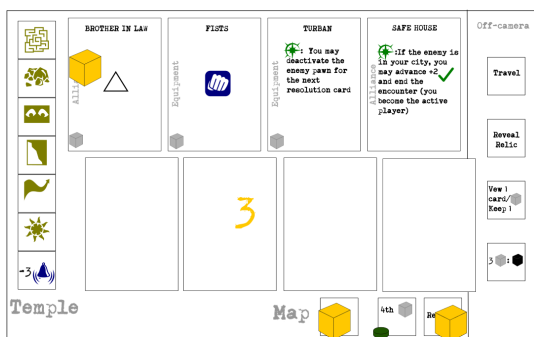 BROTHER IN LAW
FISTS
TURBAN
SAFE HOUSE
Off-camera
Equipment
Equipment
: You may
deactivate the
enemy pawn for
the next
resolution card
Alliance
:If the enemy is
in your city, you
may advance +2
and end the
encounter (you
become the active
player)
Travel
Reveal
Relic
Vew 1
card/
Keep 1
3
3 :
-3
Temple
Map
4th